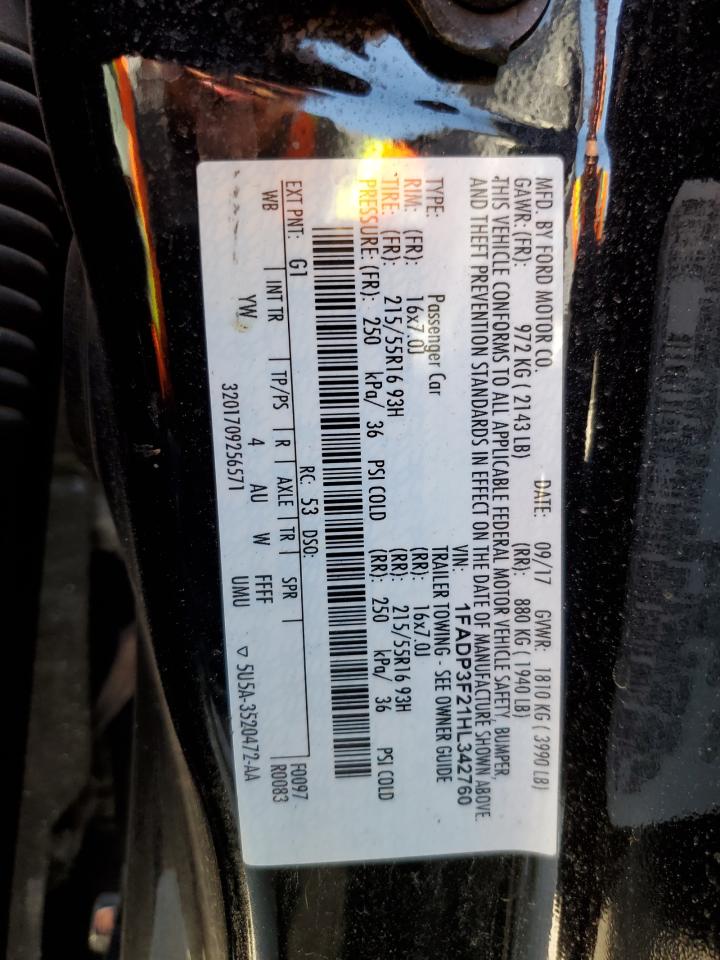 MFD. BY FORD MOTOR CO. DATE: 09/17 GVWR: 1810 KG ( 3990 LB)
GAWR: (FR): 972 KG ( 2143 LB) (RR): 880 KG ( 1940 LB)
THIS VEHICLE CONFORMS TO ALL APPLICABLE FEDERAL MOTOR VEHICLE SAFETY, BUMPER,
AND THEFT PREVENTION STANDARDS IN EFFECT ON THE DATE OF MANUFACTURE SHOWN ABOVE.
VIN: 1FADP3F21HL342760
TYPE: Passenger Car TRAILER TOWING - SEE OWNER GUIDE
RIM: (FR): 16x7.0J (RR): 16x7.0J
TIRE: (FR): 215/55R16 93H (RR): 215/55R16 93H
PRESSURE: (FR): 250 kPa/ 36 PSI COLD (RR): 250 kPa/ 36 PSI COLD
EXT PNT: G1 RC: 53 DSO: F0097
WB | INT TR | TP/PS | R | AXLE | TR | SPR | R0083
YW 4 AU W FFFF
3201709256571 UMU ▽ 5U5A-3520472-AA